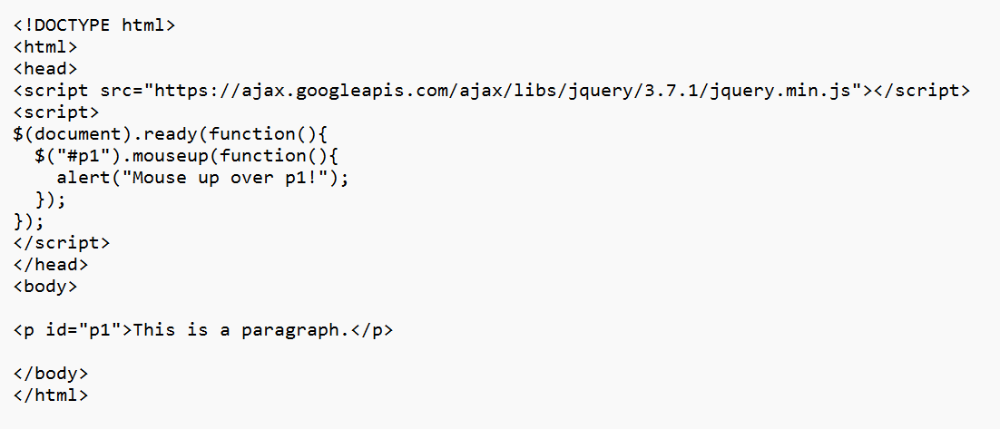 <!DOCTYPE html>
<html>
<head>
<script src="https://ajax.googleapis.com/ajax/libs/jquery/3.7.1/jquery.min.js"></script>
<script>
$(document).ready(function(){
  $("#p1").mouseup(function(){
    alert("Mouse up over p1!");
  });
});
</script>
</head>
<body>

<p id="p1">This is a paragraph.</p>

</body>
</html>